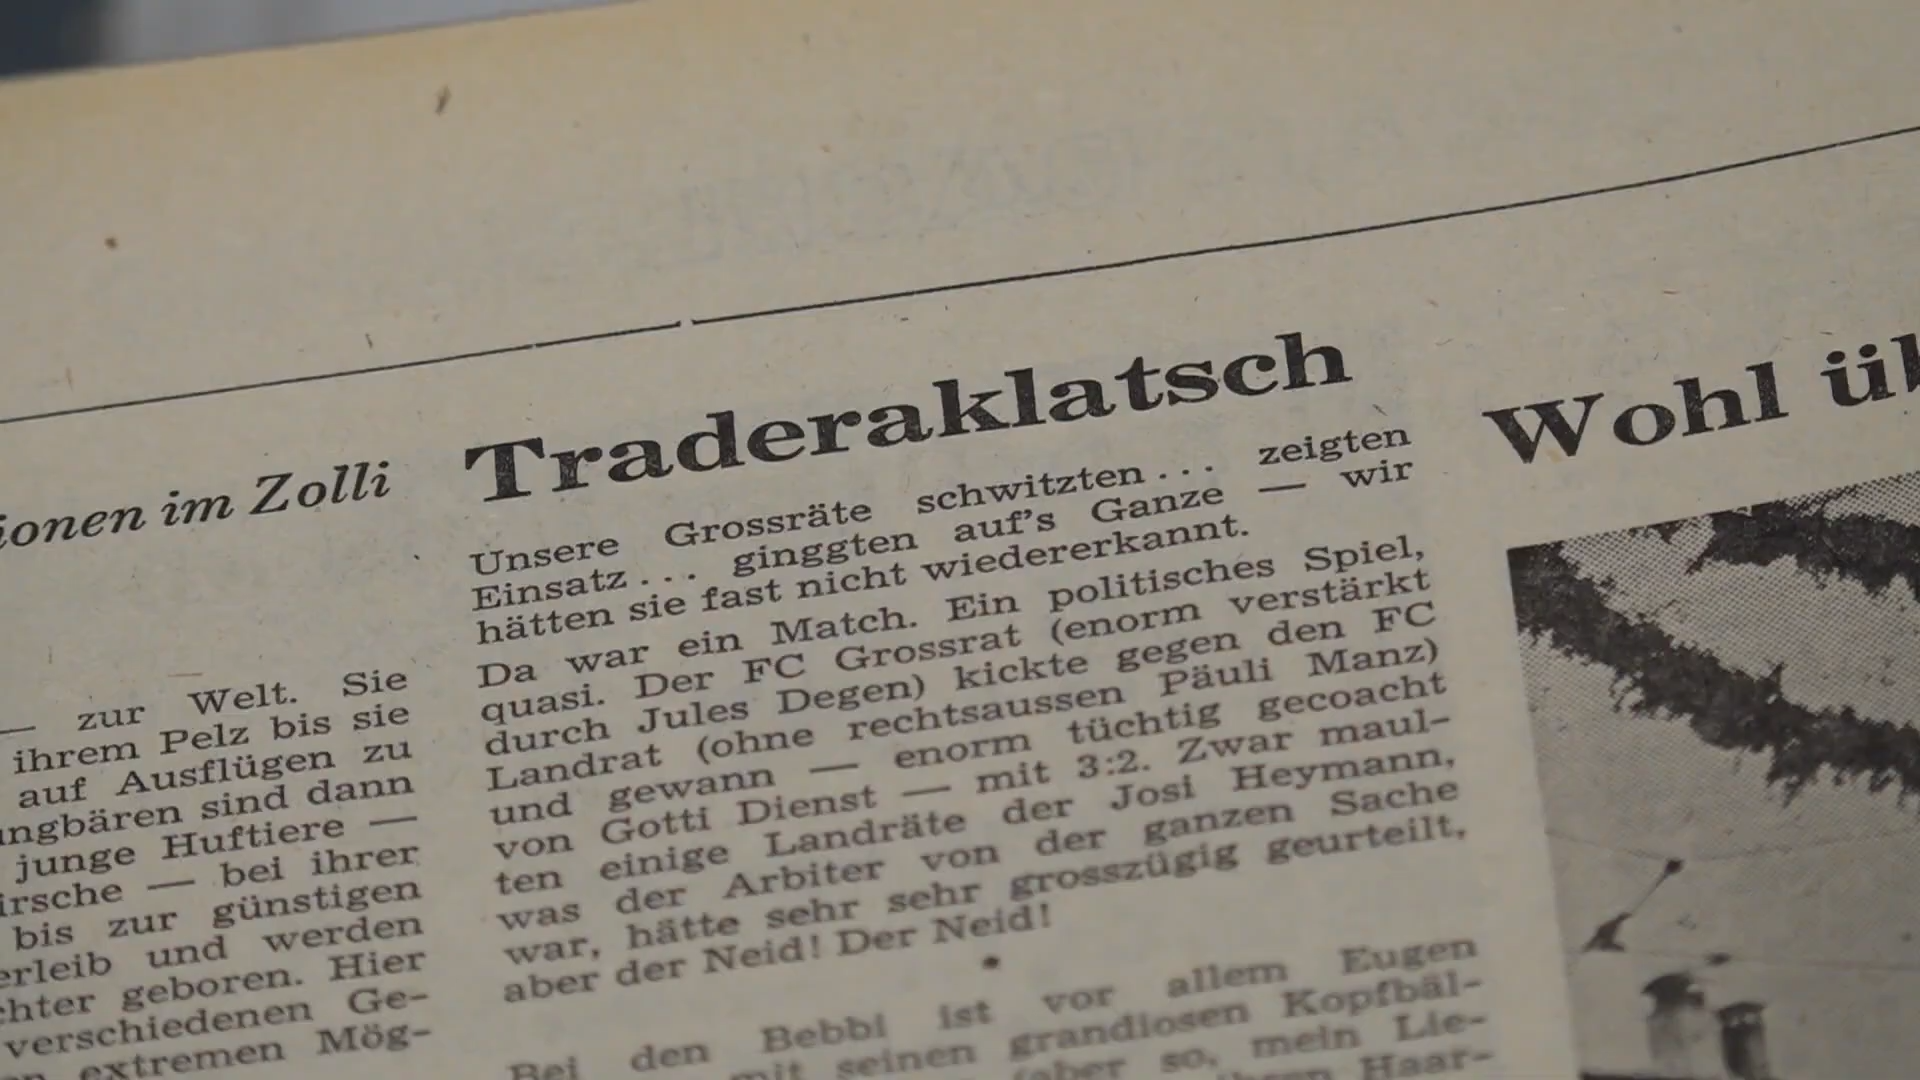 ionen im Zolli
— zur Welt. Sie
ihrem Pelz bis sie
auf Ausflügen zu
ngbären sind dann
junge Huftiere —
irsche — bei ihrer
bis zur günstigen
erleib und werden
chter geboren. Hier
verschiedenen Ge-
extremen Mög-
Traderaklatsch
Unsere Grossräte schwitzten... zeigten
Einsatz... ginggten auf's Ganze — wir
hätten sie fast nicht wiedererkannt.
Da war ein Match. Ein politisches Spiel,
quasi. Der FC Grossrat (enorm verstärkt
durch Jules Degen) kickte gegen den FC
Landrat (ohne rechtsaussen Päuli Manz)
und gewann — enorm tüchtig gecoacht
von Gotti Dienst — mit 3:2. Zwar maul-
ten einige Landräte der Josi Heymann,
was der Arbiter von der ganzen Sache
war, hätte sehr sehr grosszügig geurteilt,
aber der Neid! Der Neid!
Bei den Bebbi ist vor allem Eugen
mit seinen grandiosen Kopfbäl-
(aber so, mein Lie-
Haar-
Wohl üb